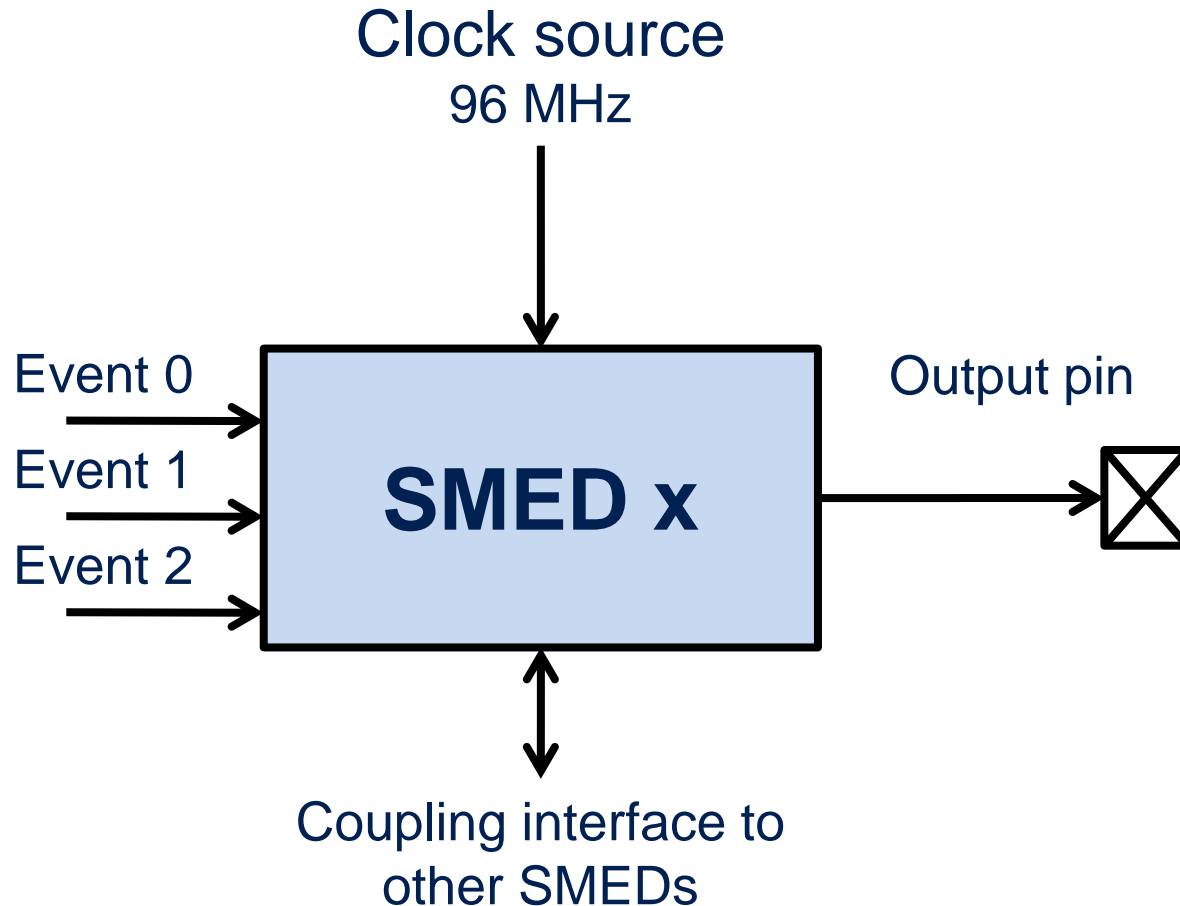 Clock source
96 MHz
Event 0
Event 1
Event 2
SMED x
Output pin
Coupling interface to
other SMEDs